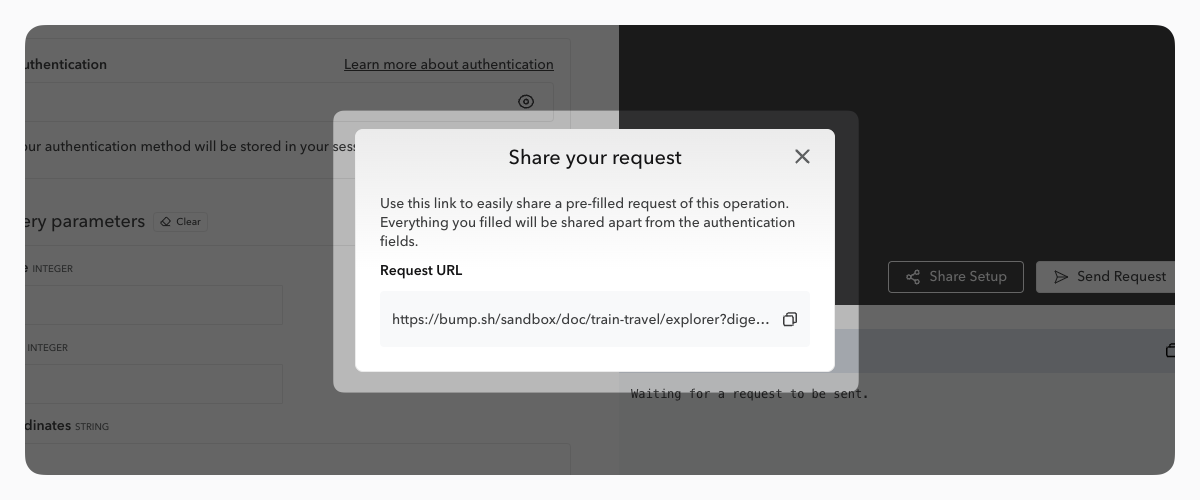 uthentication
Learn more about authentication
our authentication method will be stored in your sess
ery parameters
Clear
e INTEGER
INTEGER
dinates STRING
Share your request
Use this link to easily share a pre-filled request of this operation.
Everything you filled will be shared apart from the authentication
fields.
Request URL
https://bump.sh/sandbox/doc/train-travel/explorer?dige...
Share Setup
Send Request
Waiting for a request to be sent.